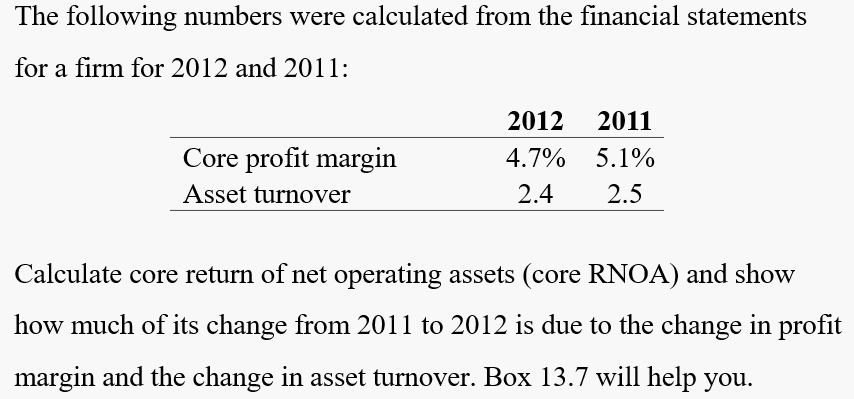 The following numbers were calculated from the financial statements
for a firm for 2012 and 2011:
2012 2011
Core profit margin 4.7% 5.1%
Asset turnover 2.4 2.5
Calculate core return of net operating assets (core RNOA) and show
how much of its change from 2011 to 2012 is due to the change in profit
margin and the change in asset turnover. Box 13.7 will help you.